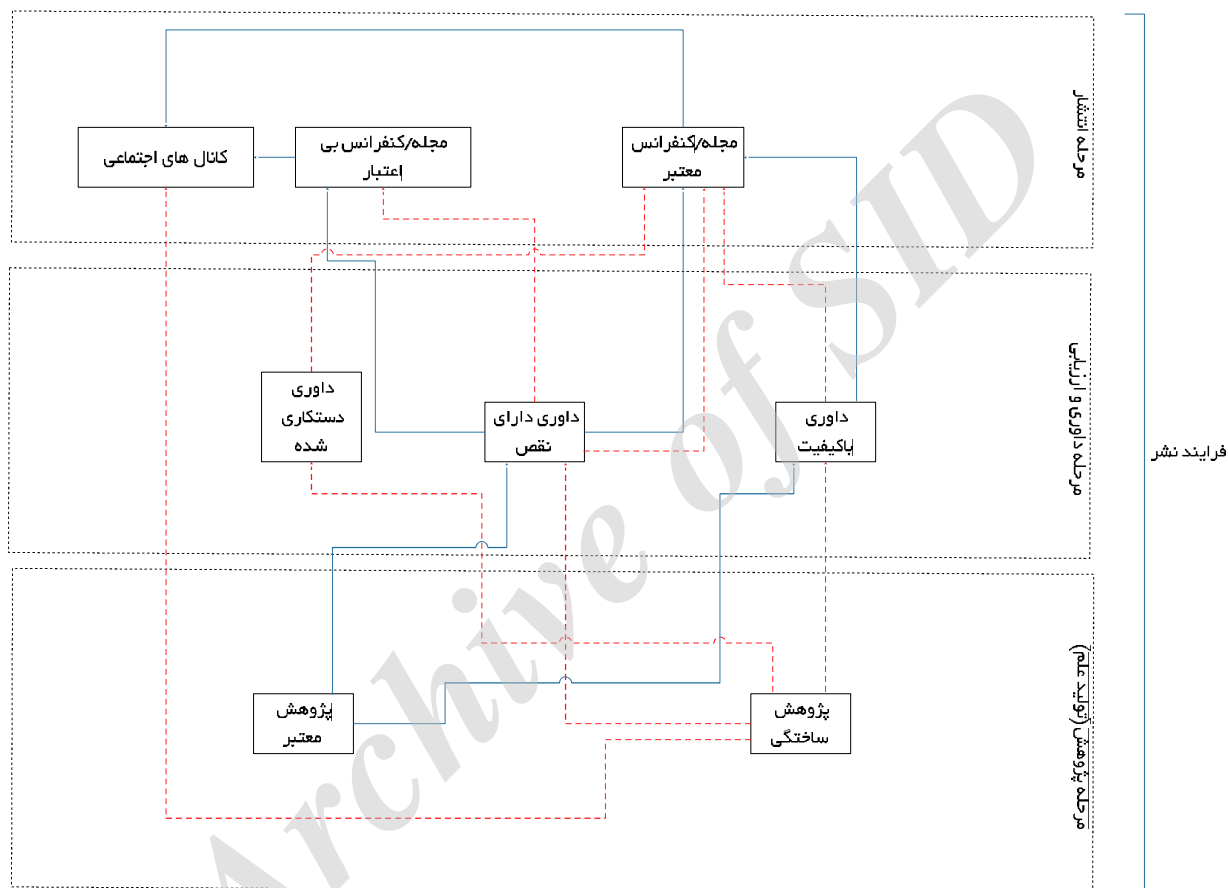 مرحله انتشار
مجله/کنفرانس
معتبر
مجله/کنفرانس بی
اعتبار
کانال های اجتماعی
مرحله داوری و ارزیابی
داوری
باکیفیت
داوری دارای
نقص
داوری
دستکاری
شده
فرایند نشر
مرحله پژوهش (تولید علم)
پژوهش
ساختگی
پژوهش
معتبر
Archive of SID